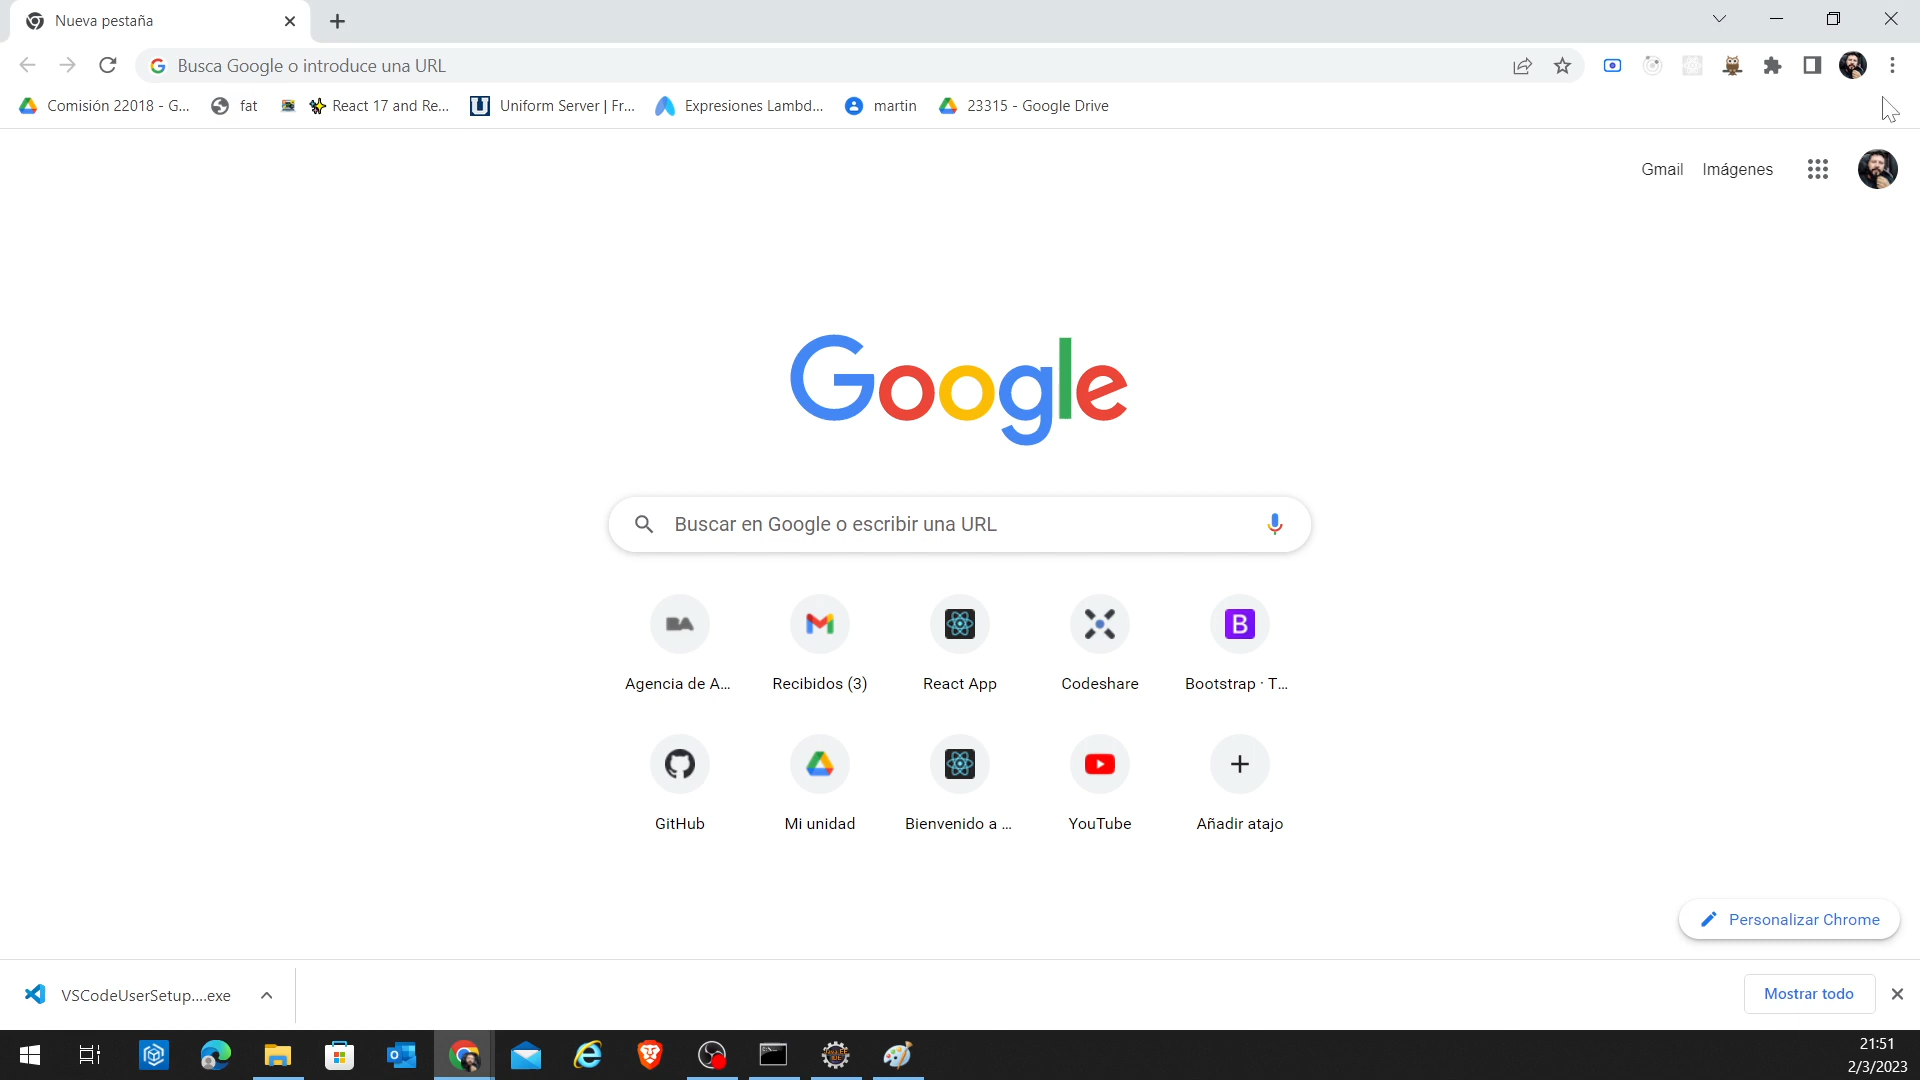 Nueva pestaña
Busca Google o introduce una URL
Comisión 22018 - G... fat React 17 and Re... Uniform Server | Fr... Expresiones Lambd... martin 23315 - Google Drive
Gmail Imágenes
Google
Buscar en Google o escribir una URL
BA B
Agencia de A... Recibidos (3) React App Codeshare Bootstrap · T...
GitHub Mi unidad Bienvenido a ... YouTube Añadir atajo
Personalizar Chrome
VSCodeUserSetup....exe Mostrar todo
21:51
2/3/2023